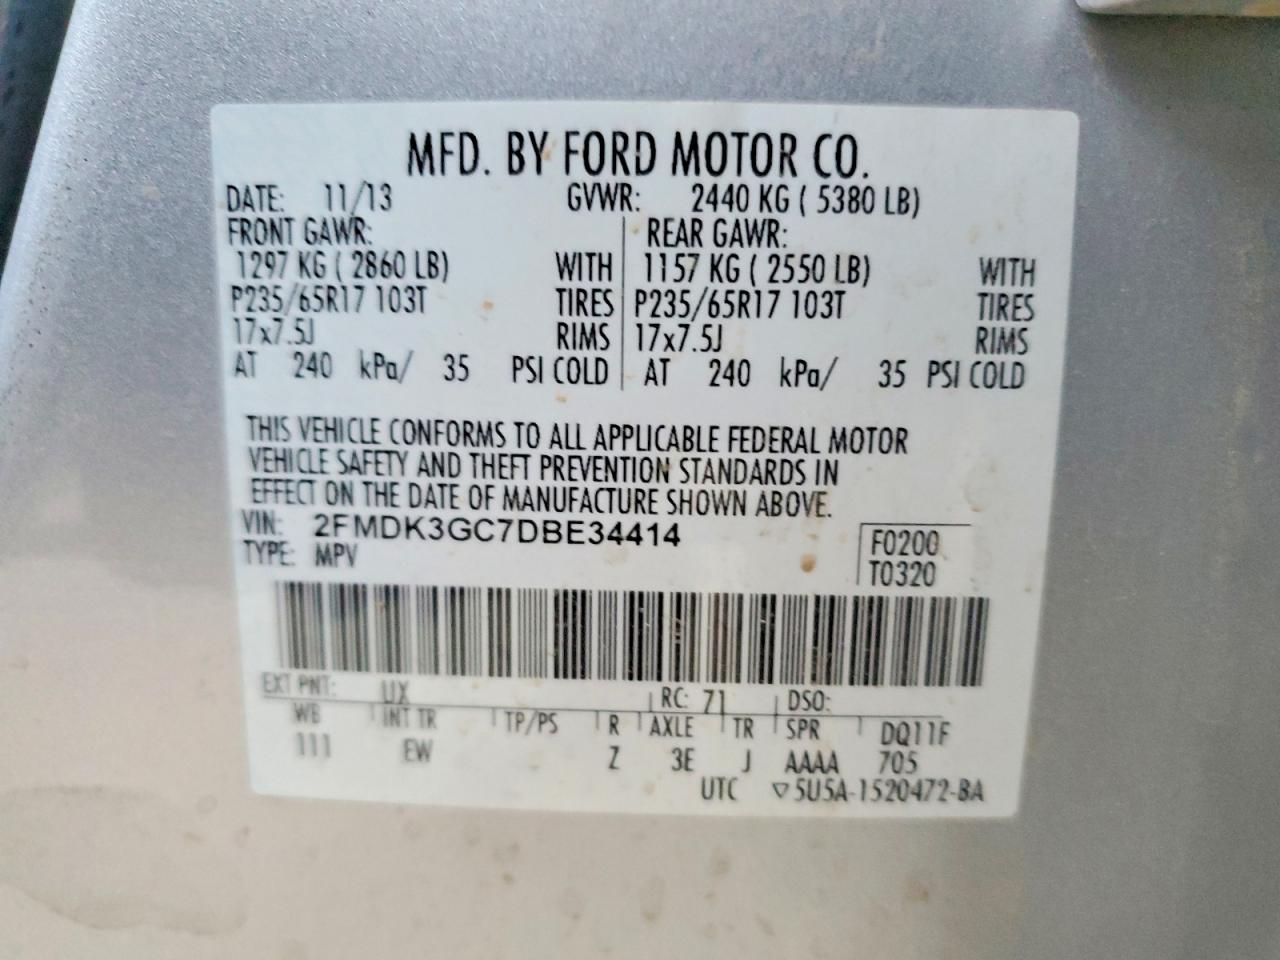 MFD. BY FORD MOTOR CO.
DATE: 11/13 GVWR: 2440 KG ( 5380 LB)
FRONT GAWR: REAR GAWR:
1297 KG ( 2860 LB) WITH 1157 KG ( 2550 LB) WITH
P235/65R17 103T TIRES P235/65R17 103T TIRES
17x7.5J RIMS 17x7.5J RIMS
AT 240 kPa/ 35 PSI COLD AT 240 kPa/ 35 PSI COLD
THIS VEHICLE CONFORMS TO ALL APPLICABLE FEDERAL MOTOR
VEHICLE SAFETY AND THEFT PREVENTION STANDARDS IN
EFFECT ON THE DATE OF MANUFACTURE SHOWN ABOVE.
VIN: 2FMDK3GC7DBE34414 F0200
TYPE: MPV T0320
EXT PNT: UX RC: 71 DSO:
WB INT TR TP/PS R AXLE TR SPR DQ11F
111 EW Z 3E J AAAA 705
UTC ▽5U5A-1520472-BA